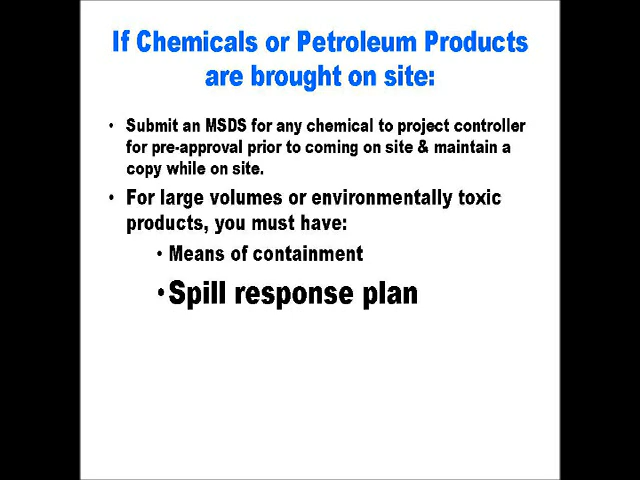 If Chemicals or Petroleum Products
are brought on site:
• Submit an MSDS for any chemical to project controller
for pre-approval prior to coming on site & maintain a
copy while on site.
• For large volumes or environmentally toxic
products, you must have:
• Means of containment
• Spill response plan